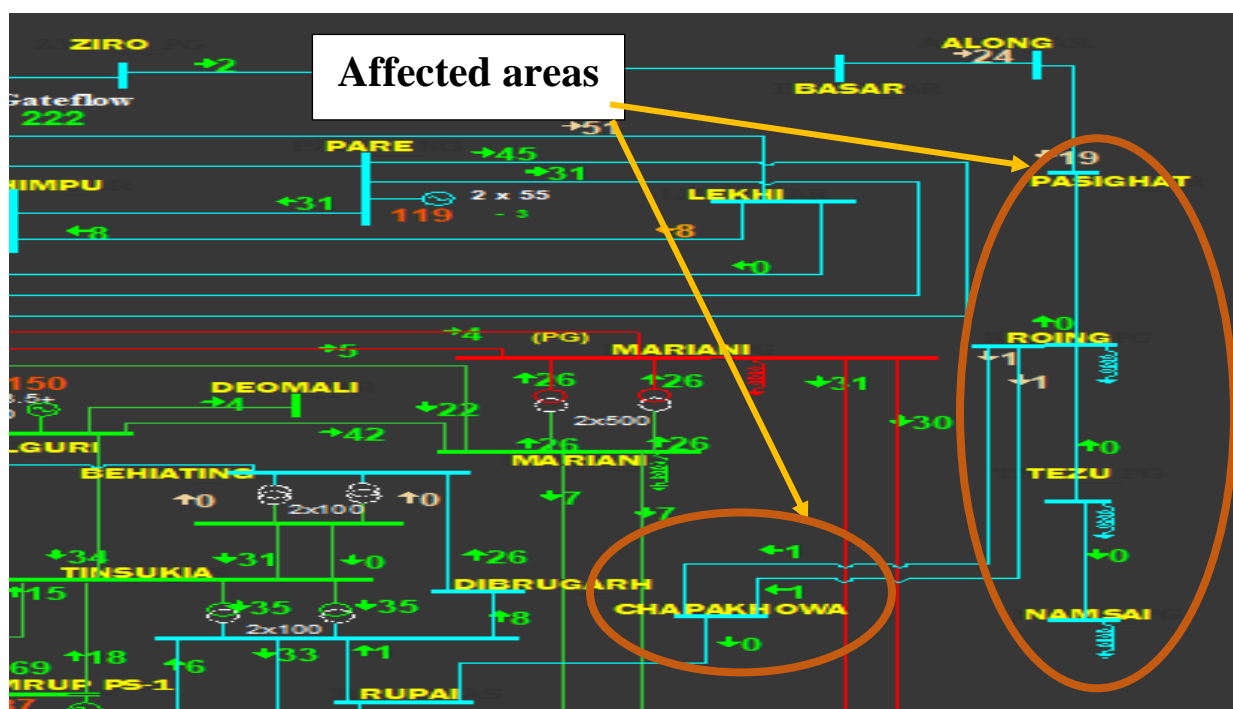 ZIRO
→2
Affected areas
ALONG
→24
BASAR
Gateflow
222
→51
PARE
→45
→31
19
PASIGHAT
HIMPU
←31
2 x 55
119
- 3
LEKHI
←8
←8
←0
→4
(PG)
→5
MARIANI
↑0
ROING
↓1
↓1
150
DEOMALI
→4
↓22
↑26
↑26
↓31
2x500
→42
↑26
↑26
↓30
LGURI
MARIANI
↑0
BEHIATING
TEZU
↑0
2x100
↑0
↓7
↓7
↓34
↓31
↓0
↑26
←1
↓0
TINSUKIA
DIBRUGARH
←1
↑15
↓35
↓35
CHAPAKHOWA
NAMSAI
2x100
↑8
↓0
69
↑18
↑6
↓33
↑1
MRUP PS-1
RUPAI